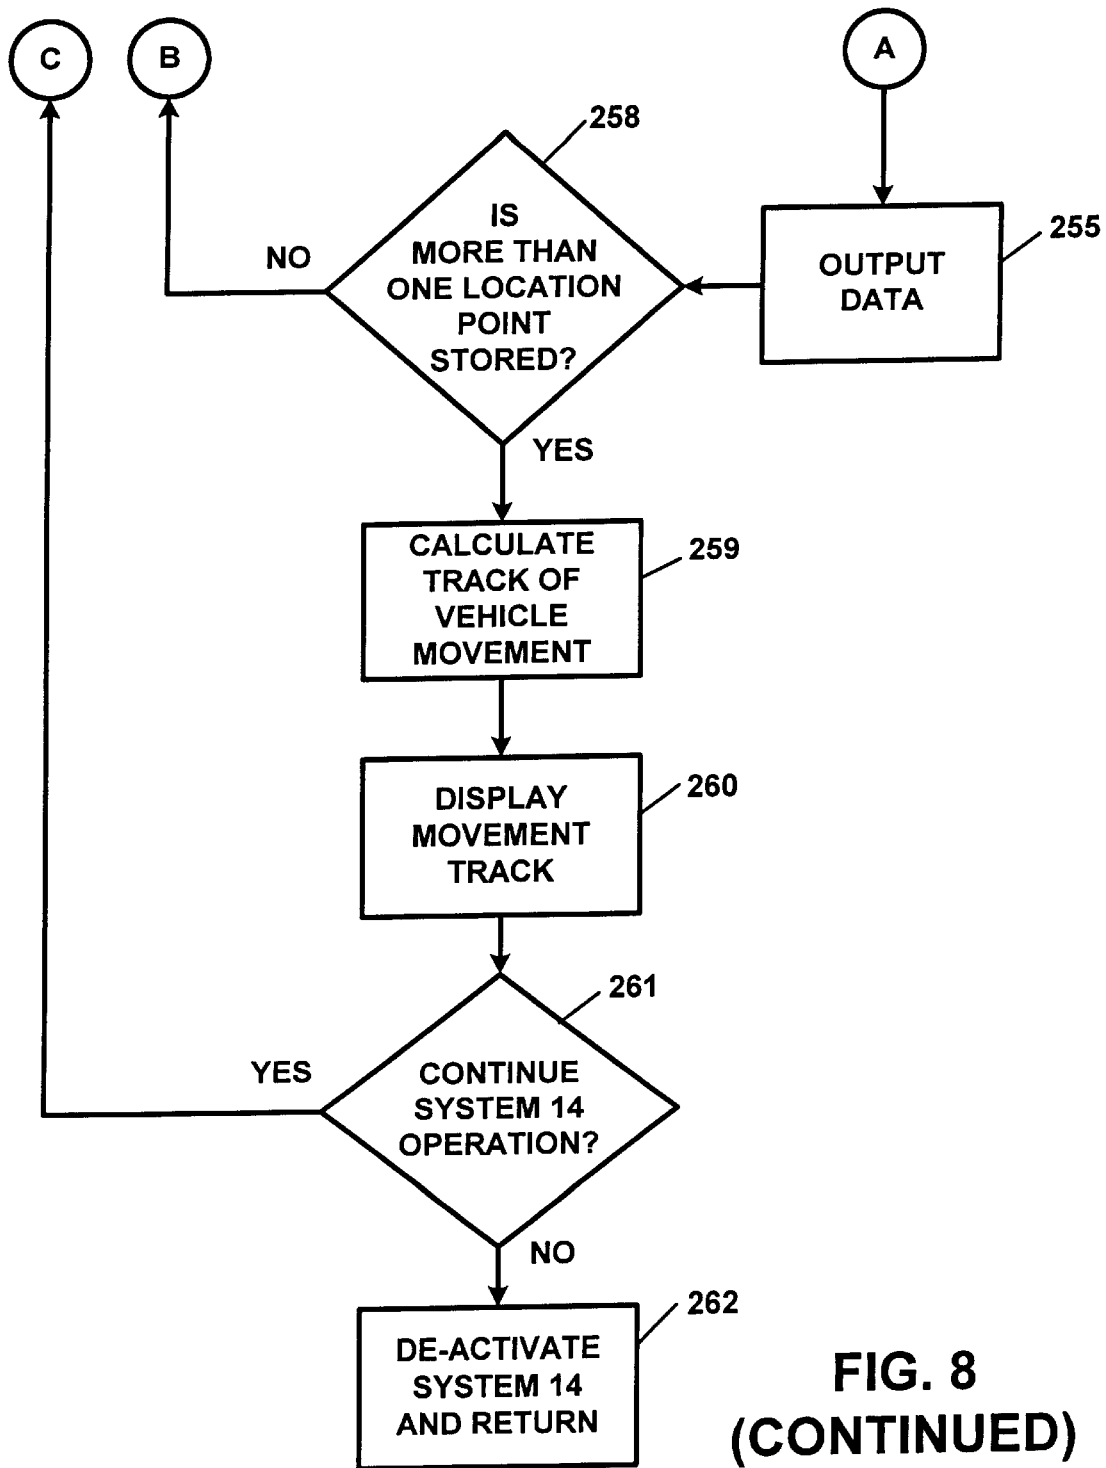 C
B
A
258
IS
MORE THAN
ONE LOCATION
POINT
STORED?
NO
255
OUTPUT
DATA
YES
CALCULATE
TRACK OF
VEHICLE
MOVEMENT
259
DISPLAY
MOVEMENT
TRACK
260
261
YES
CONTINUE
SYSTEM 14
OPERATION?
NO
262
DE-ACTIVATE
SYSTEM 14
AND RETURN
FIG. 8
(CONTINUED)